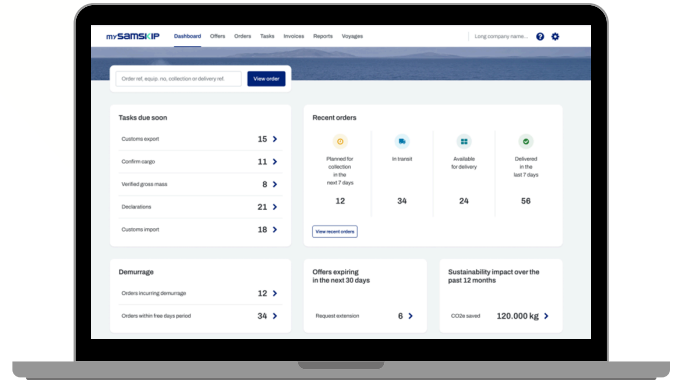 mySAMSKIP Dashboard Offers Orders Tasks Invoices Reports Voyages Long company name... ?
Order ref, equip. no, collection or delivery ref. View order
Tasks due soon
Customs export 15
Confirm cargo 11
Verified gross mass 8
Declarations 21
Customs import 18
Recent orders
Planned for
collection
in the
next 7 days
12
In transit
34
Available
for delivery
24
Delivered
in the
last 7 days
56
View recent orders
Demurrage
Orders incurring demurrage 12
Orders within free days period 34
Offers expiring
in the next 30 days
Request extension 6
Sustainability impact over the
past 12 months
CO2e saved 120.000 kg